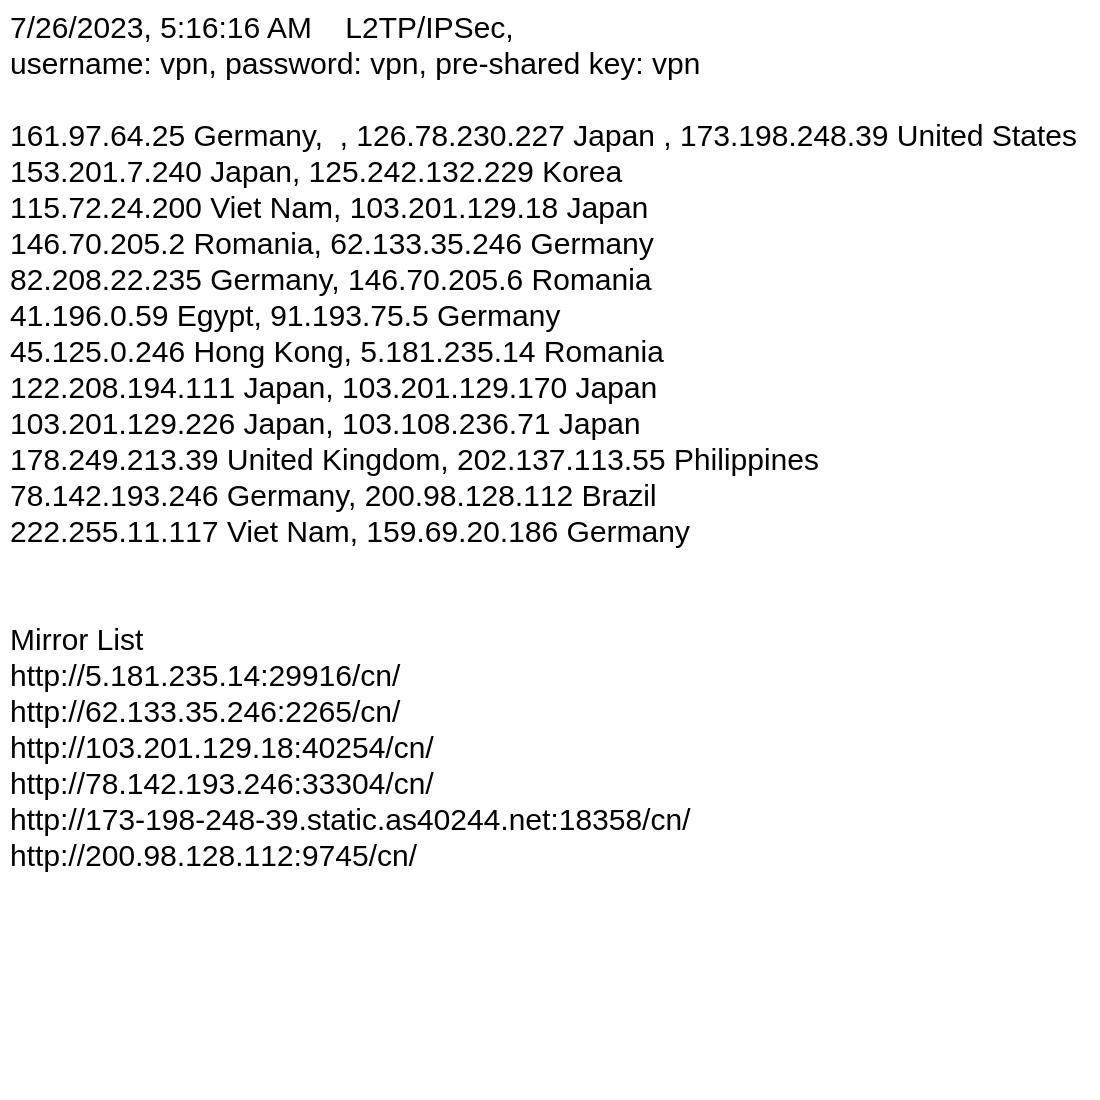 7/26/2023, 5:16:16 AM    L2TP/IPSec,
username: vpn, password: vpn, pre-shared key: vpn
161.97.64.25 Germany,  , 126.78.230.227 Japan , 173.198.248.39 United States
153.201.7.240 Japan, 125.242.132.229 Korea
115.72.24.200 Viet Nam, 103.201.129.18 Japan
146.70.205.2 Romania, 62.133.35.246 Germany
82.208.22.235 Germany, 146.70.205.6 Romania
41.196.0.59 Egypt, 91.193.75.5 Germany
45.125.0.246 Hong Kong, 5.181.235.14 Romania
122.208.194.111 Japan, 103.201.129.170 Japan
103.201.129.226 Japan, 103.108.236.71 Japan
178.249.213.39 United Kingdom, 202.137.113.55 Philippines
78.142.193.246 Germany, 200.98.128.112 Brazil
222.255.11.117 Viet Nam, 159.69.20.186 Germany
Mirror List
http://5.181.235.14:29916/cn/
http://62.133.35.246:2265/cn/
http://103.201.129.18:40254/cn/
http://78.142.193.246:33304/cn/
http://173-198-248-39.static.as40244.net:18358/cn/
http://200.98.128.112:9745/cn/